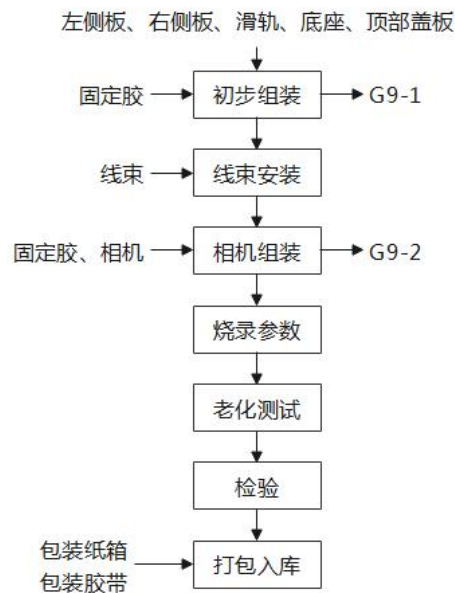 左侧板、右侧板、滑轨、底座、顶部盖板
固定胶
初步组装
G9-1
线束
线束安装
固定胶、相机
相机组装
G9-2
烧录参数
老化测试
检验
包装纸箱
包装胶带
打包入库